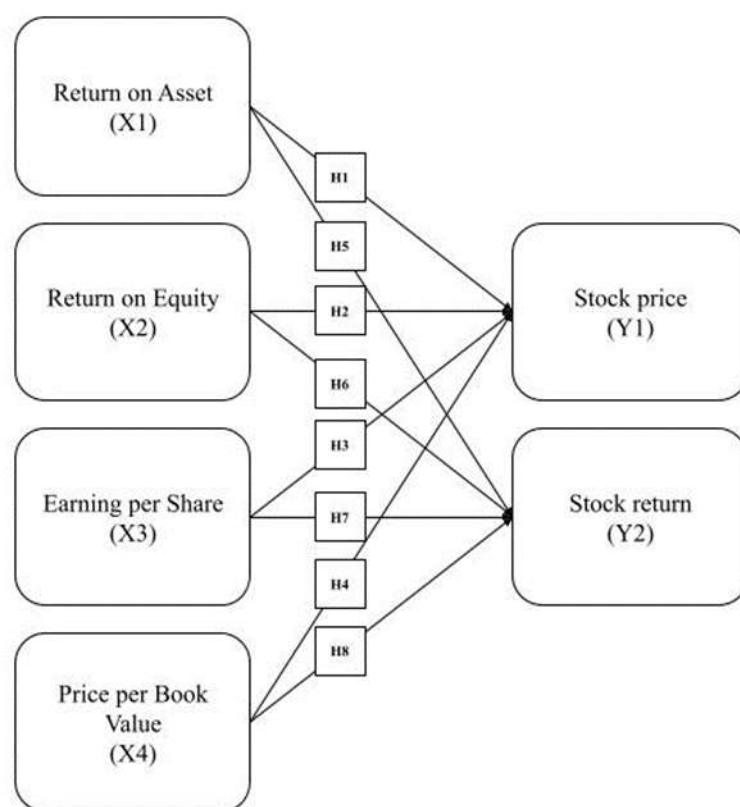 Return on Asset
(X1)
H1
H5
Return on Equity
(X2)
H2
Stock price
(Y1)
H6
H3
Earning per Share
(X3)
H7
Stock return
(Y2)
H4
H8
Price per Book
Value
(X4)